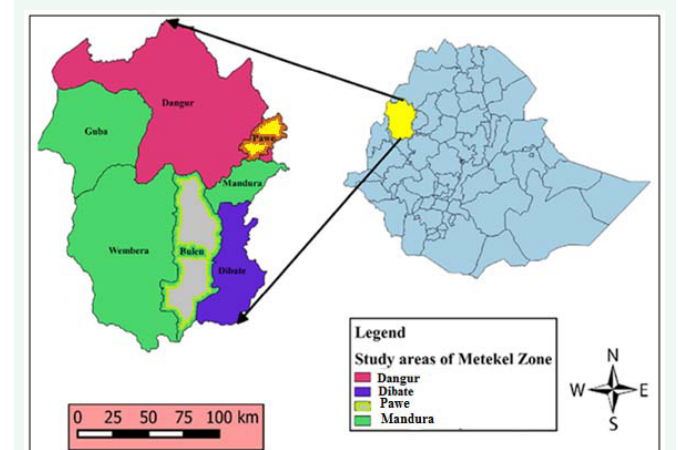 Dangur
Guba
Pawe
Mandura
Wembera
Bulen
Dibate
Legend
Study areas of Metekel Zone
Dangur
Dibate
Pawe
Mandura
N
W E
S
0 25 50 75 100 km